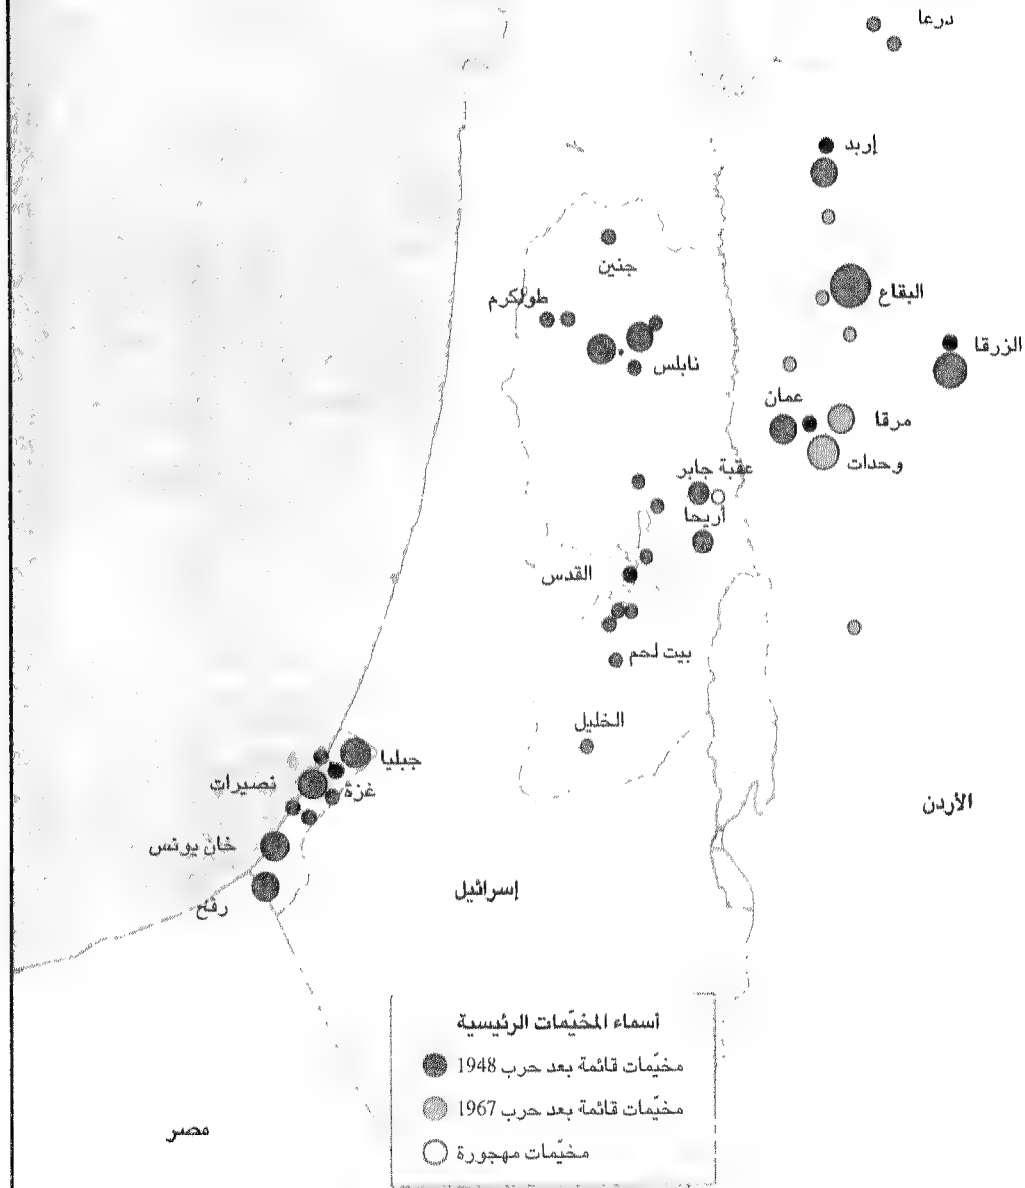 درعا
إربد
جنين
البقاع
طولكرم
الزرقا
نابلس
عمان
مرقا
وحدات
عقبة جابر
أريحا
القدس
بيت لحم
الخليل
جبليا
نصيرات
غزة
الأردن
خان يونس
إسرائيل
رفح
أسماء المخيّمات الرئيسية
مخيّمات قائمة بعد حرب 1948
مخيّمات قائمة بعد حرب 1967
مخيّمات مهجورة
مصر